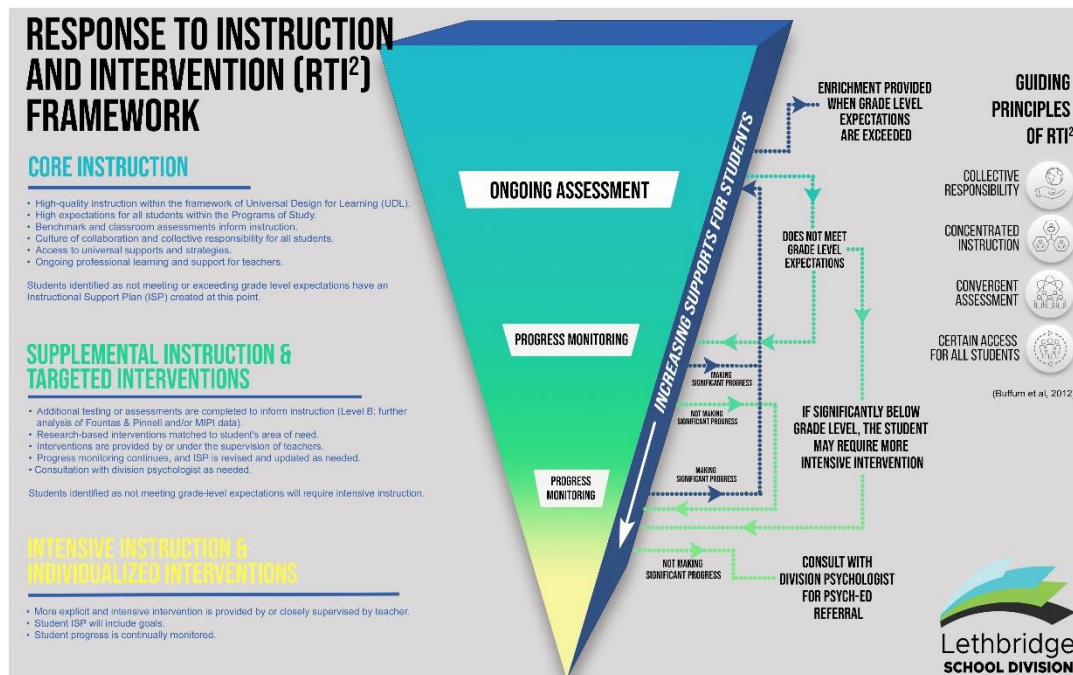 RESPONSE TO INSTRUCTION
AND INTERVENTION (RTI²)
FRAMEWORK
CORE INSTRUCTION
• High-quality instruction within the framework of Universal Design for Learning (UDL).
• High expectations for all students within the Programs of Study.
• Benchmark and classroom assessments inform instruction.
• Culture of collaboration and collective responsibility for all students.
• Access to universal supports and strategies.
• Ongoing professional learning and support for teachers.
Students identified as not meeting or exceeding grade level expectations have an
Instructional Support Plan (ISP) created at this point.
SUPPLEMENTAL INSTRUCTION &
TARGETED INTERVENTIONS
• Additional testing or assessments are completed to inform instruction (Level B; further
analysis of Fountas & Pinnell and/or MIPI data).
• Research-based interventions matched to student's area of need.
• Interventions are provided by or under the supervision of teachers.
• Progress monitoring continues, and ISP is revised and updated as needed.
• Consultation with division psychologist as needed.
Students identified as not meeting grade-level expectations will require intensive instruction.
INTENSIVE INSTRUCTION &
INDIVIDUALIZED INTERVENTIONS
• More explicit and intensive intervention is provided by or closely supervised by teacher.
• Student ISP will include goals.
• Student progress is continually monitored.
ONGOING ASSESSMENT
PROGRESS MONITORING
PROGRESS
MONITORING
INCREASING SUPPORTS FOR STUDENTS
ENRICHMENT PROVIDED
WHEN GRADE LEVEL
EXPECTATIONS
ARE EXCEEDED
DOES NOT MEET
GRADE LEVEL
EXPECTATIONS
MAKING
SIGNIFICANT PROGRESS
NOT MAKING
SIGNIFICANT PROGRESS
IF SIGNIFICANTLY BELOW
GRADE LEVEL, THE STUDENT
MAY REQUIRE MORE
INTENSIVE INTERVENTION
MAKING
SIGNIFICANT PROGRESS
NOT MAKING
SIGNIFICANT PROGRESS
CONSULT WITH
DIVISION PSYCHOLOGIST
FOR PSYCH-ED
REFERRAL
GUIDING
PRINCIPLES
OF RTI²
COLLECTIVE
RESPONSIBILITY
CONCENTRATED
INSTRUCTION
CONVERGENT
ASSESSMENT
CERTAIN ACCESS
FOR ALL STUDENTS
(Buffum et al, 2012
Lethbridge
SCHOOL DIVISION